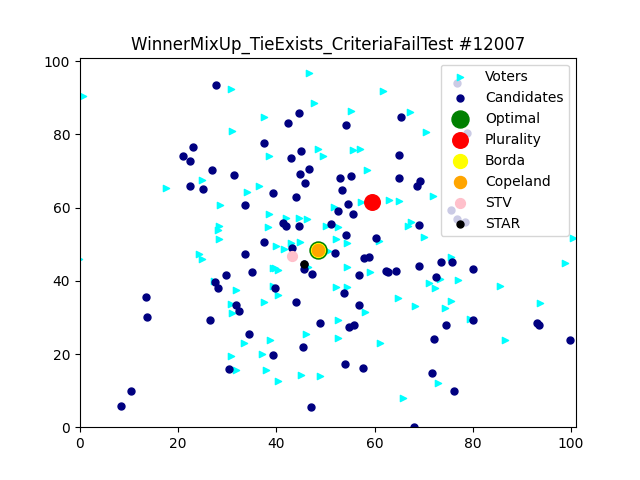 WinnerMixUp_TieExists_CriteriaFailTest #12007
100
80
60
40
20
0
0 20 40 60 80 100
Voters
Candidates
Optimal
Plurality
Borda
Copeland
STV
STAR